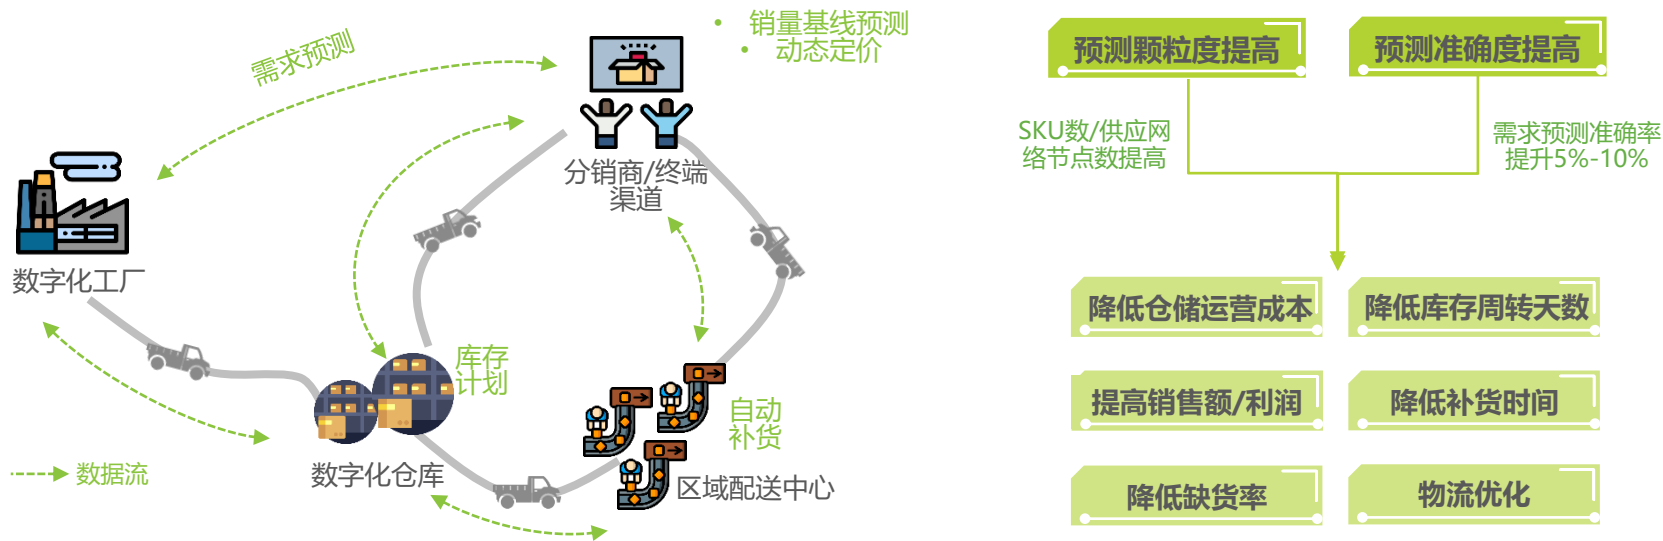 需求预测
• 销量基线预测
• 动态定价
分销商/终端
渠道
数字化工厂
库存
计划
自动
补货
数字化仓库
区域配送中心
数据流
预测颗粒度提高
预测准确度提高
SKU数/供应网
络节点数提高
需求预测准确率
提升5%-10%
降低仓储运营成本
降低库存周转天数
提高销售额/利润
降低补货时间
降低缺货率
物流优化